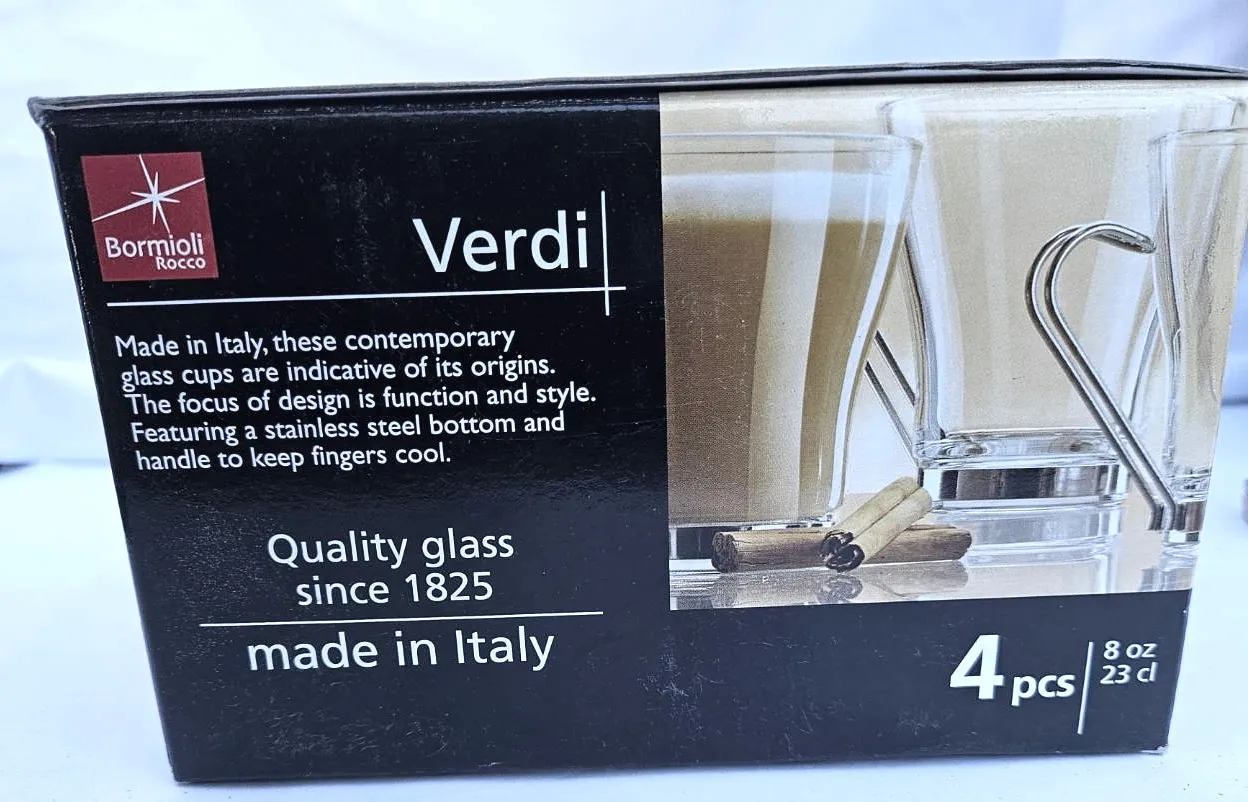 Bormioli
Rocco
Verdi
Made in Italy, these contemporary
glass cups are indicative of its origins.
The focus of design is function and style.
Featuring a stainless steel bottom and
handle to keep fingers cool.
Quality glass
since 1825
made in Italy
4 pcs
8 oz
23 cl